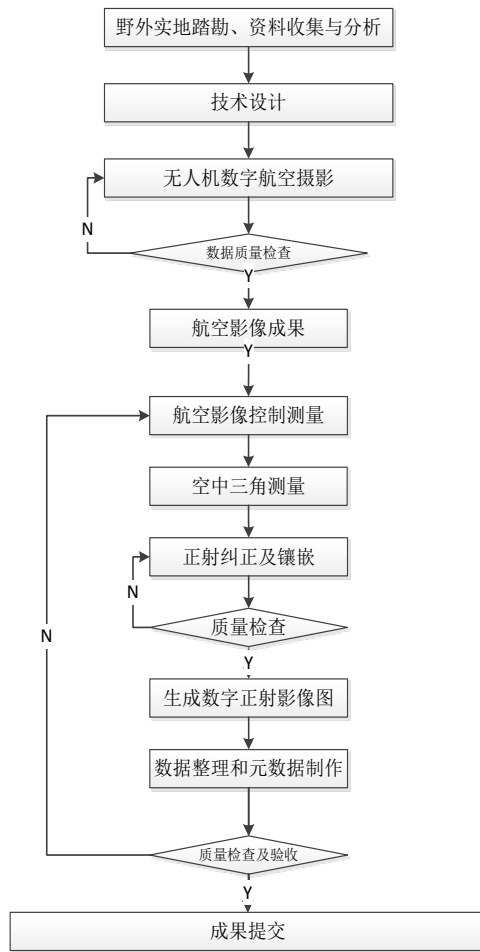 野外实地踏勘、资料收集与分析
技术设计
无人机数字航空摄影
N
数据质量检查
Y
航空影像成果
Y
航空影像控制测量
空中三角测量
正射纠正及镶嵌
N
质量检查
N
Y
生成数字正射影像图
数据整理和元数据制作
质量检查及验收
Y
成果提交